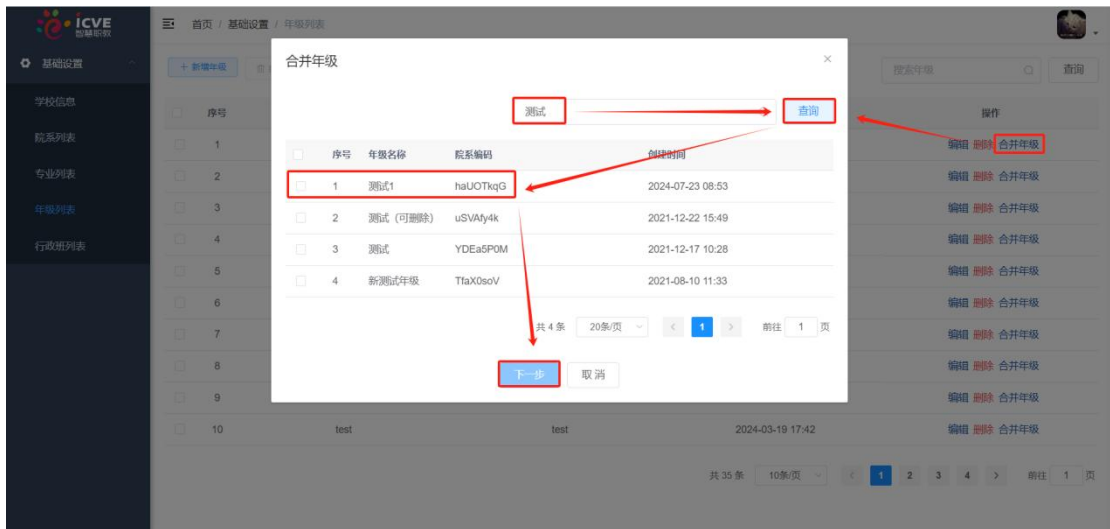 iCVE
智慧职教
首页 / 基础设置 / 年级列表
基础设置
学校信息
院系列表
专业列表
年级列表
行政班列表
+ 新增年级
搜索年级
查询
序号
操作
1 编辑 删除 合并年级
2 编辑 删除 合并年级
3 编辑 删除 合并年级
4 编辑 删除 合并年级
5 编辑 删除 合并年级
6 编辑 删除 合并年级
7 编辑 删除 合并年级
8 编辑 删除 合并年级
9 编辑 删除 合并年级
10 test test 2024-03-19 17:42 编辑 删除 合并年级
共 35 条 10条/页 < 1 2 3 4 > 前往 1 页
合并年级 ×
测试 查询
序号 年级名称 院系编码 创建时间
1 测试1 haUOTkqG 2024-07-23 08:53
2 测试（可删除） uSVAfy4k 2021-12-22 15:49
3 测试 YDEa5P0M 2021-12-17 10:28
4 新测试年级 TfaX0soV 2021-08-10 11:33
共 4 条 20条/页 < 1 > 前往 1 页
下一步 取消